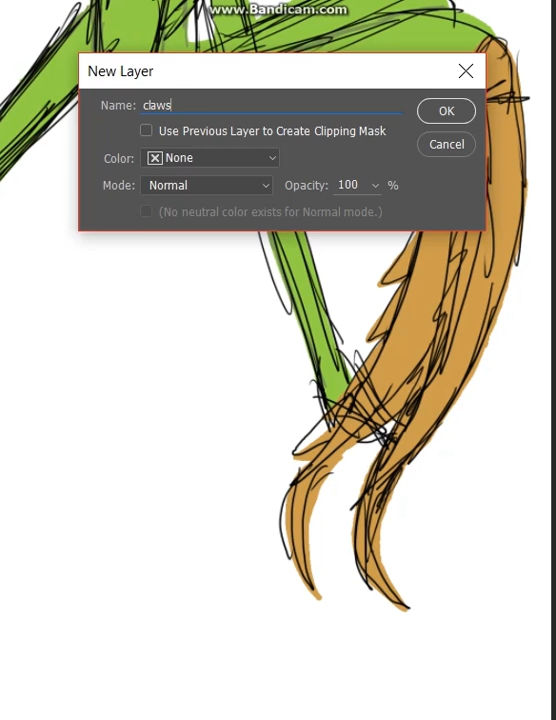 www.Bandicam.com
New Layer
Name: claws
OK
Use Previous Layer to Create Clipping Mask
Color: None
Cancel
Mode: Normal Opacity: 100 %
(No neutral color exists for Normal mode.)